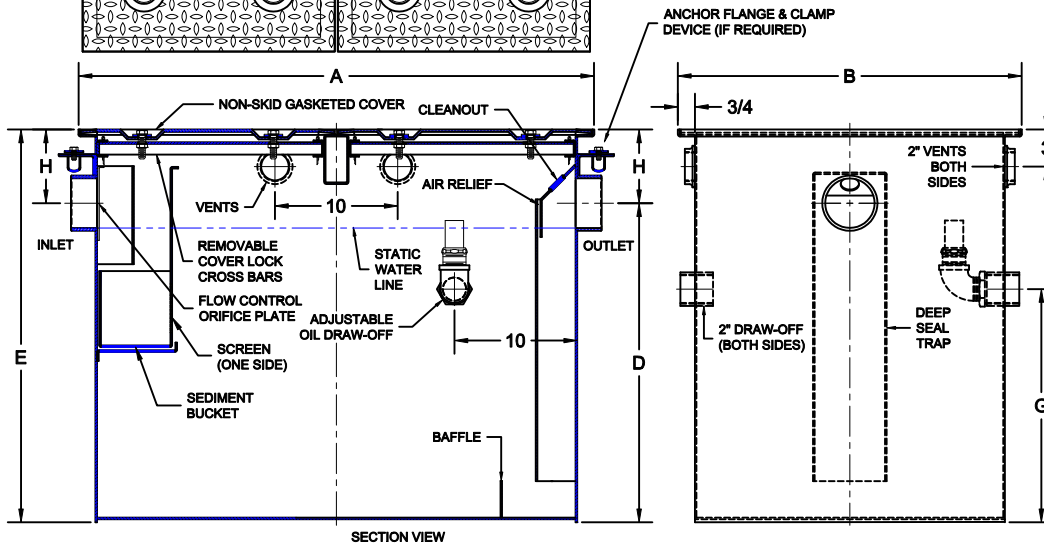 ANCHOR FLANGE & CLAMP
DEVICE (IF REQUIRED)
A
B
NON-SKID GASKETED COVER
CLEANOUT
3/4
H
H
2" VENTS
BOTH
SIDES
3
AIR RELIEF
VENTS
10
INLET
OUTLET
REMOVABLE
COVER LOCK
CROSS BARS
STATIC
WATER
LINE
FLOW CONTROL
ORIFICE PLATE
ADJUSTABLE
OIL DRAW-OFF
2" DRAW-OFF
(BOTH SIDES)
DEEP
SEAL
TRAP
10
E
SCREEN
(ONE SIDE)
D
SEDIMENT
BUCKET
G
BAFFLE
SECTION VIEW